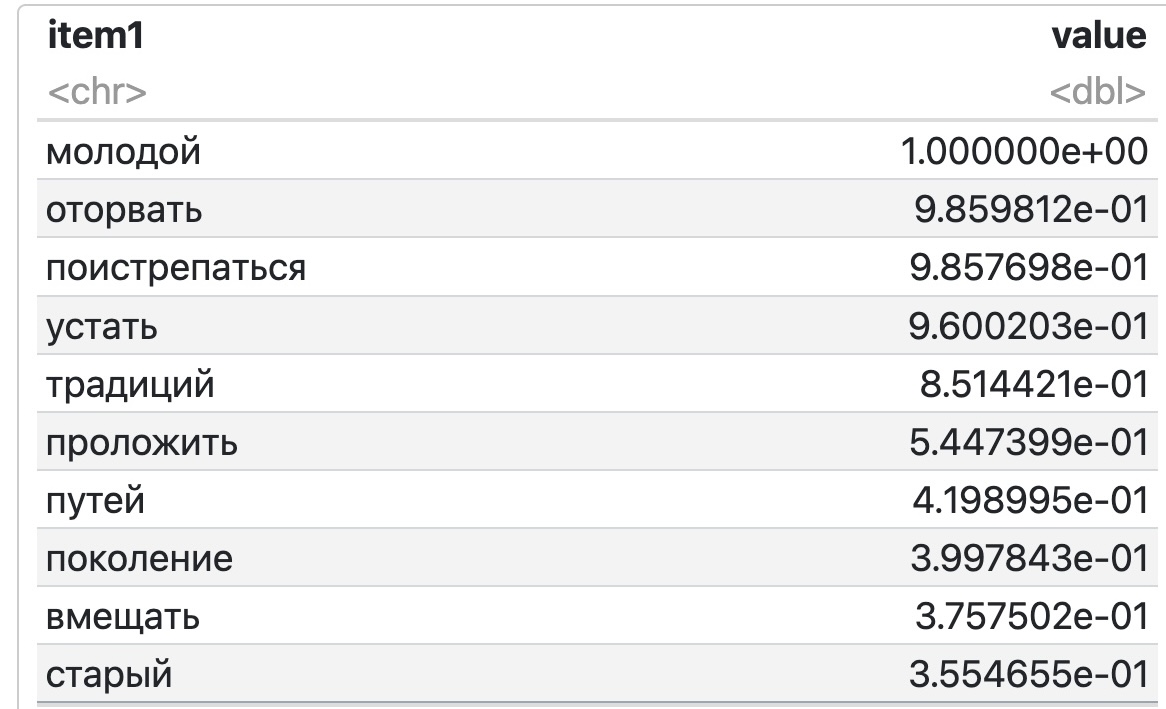 item1 value
<chr> <dbl>
молодой 1.000000e+00
оторвать 9.859812e-01
поистрепаться 9.857698e-01
устать 9.600203e-01
традиций 8.514421e-01
проложить 5.447399e-01
путей 4.198995e-01
поколение 3.997843e-01
вмещать 3.757502e-01
старый 3.554655e-01